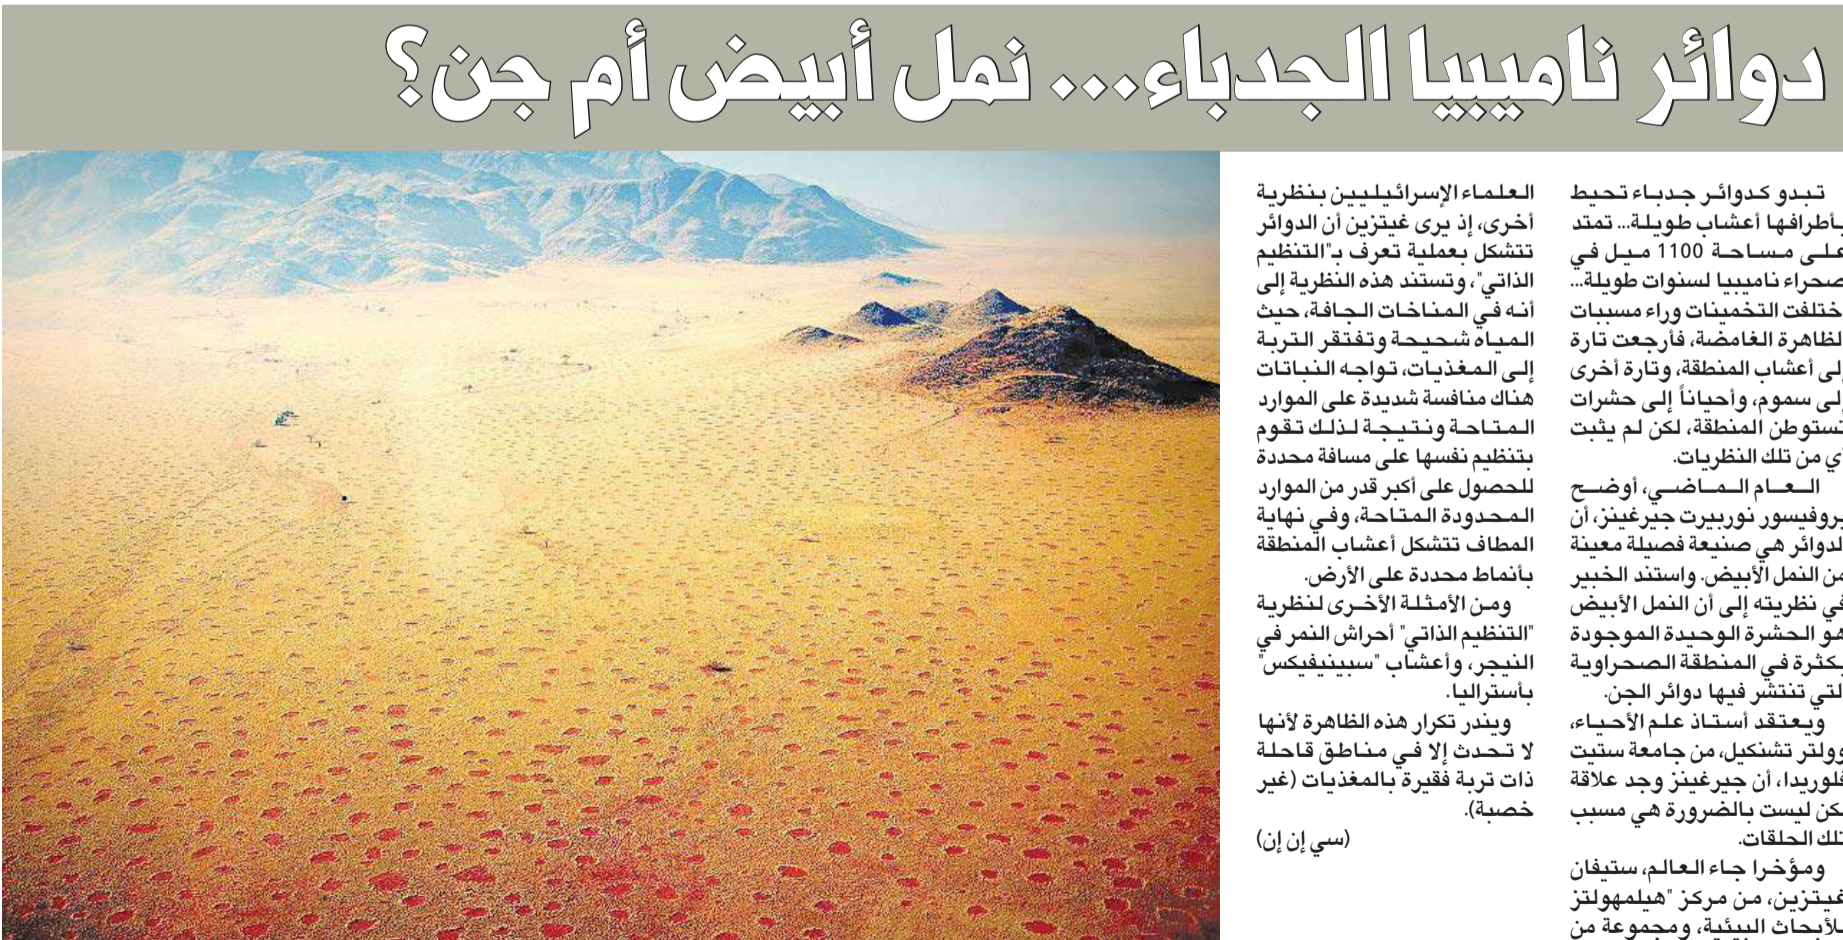 دوائر ناميبيا الجدباء... نمل أبيض أم جن؟
تبدو كدوائر جدباء تحيط
بأطرافها أعشاب طويلة... تمتد
على مساحة 1100 ميل في
صحراء ناميبيا لسنوات طويلة...
اختلفت التخمينات وراء مسببات
الظاهرة الغامضة، فأرجعت تارة
إلى أعشاب المنطقة، وتارة أخرى
إلى سموم، وأحياناً إلى حشرات
تستوطن المنطقة، لكن لم يثبت
أي من تلك النظريات.
العام الماضي، أوضح
بروفيسور نوربيرت جيرغينز، أن
الدوائر هي صنيعة فصيلة معينة
من النمل الأبيض. واستند الخبير
في نظريته إلى أن النمل الأبيض
هو الحشرة الوحيدة الموجودة
بكثرة في المنطقة الصحراوية
التي تنتشر فيها دوائر الجن.
ويعتقد أستاذ علم الأحياء،
وولتر تشنكيل، من جامعة ستيت
فلوريدا، أن جيرغينز وجد علاقة
لكن ليست بالضرورة هي مسبب
تلك الحلقات.
ومؤخرا جاء العالم، ستيفان
غيتزين، من مركز "هيلمهولتز
للأبحاث البيئية، ومجموعة من
العلماء الإسرائيليين بنظرية
أخرى، إذ يرى غيتزين أن الدوائر
تتشكل بعملية تعرف بـ"التنظيم
الذاتي"، وتستند هذه النظرية إلى
أنه في المناخات الجافة، حيث
المياه شحيحة وتفتقر التربة
إلى المغذيات، تواجه النباتات
هناك منافسة شديدة على الموارد
المتاحة ونتيجة لذلك تقوم
بتنظيم نفسها على مسافة محددة
للحصول على أكبر قدر من الموارد
المحدودة المتاحة، وفي نهاية
المطاف تتشكل أعشاب المنطقة
بأنماط محددة على الأرض.
ومن الأمثلة الأخرى لنظرية
"التنظيم الذاتي" أحراش النمر في
النيجر، وأعشاب "سبينيفيكس"
بأستراليا.
ويندر تكرار هذه الظاهرة لأنها
لا تحدث إلا في مناطق قاحلة
ذات تربة فقيرة بالمغذيات (غير
خصبة).
(سي إن إن)